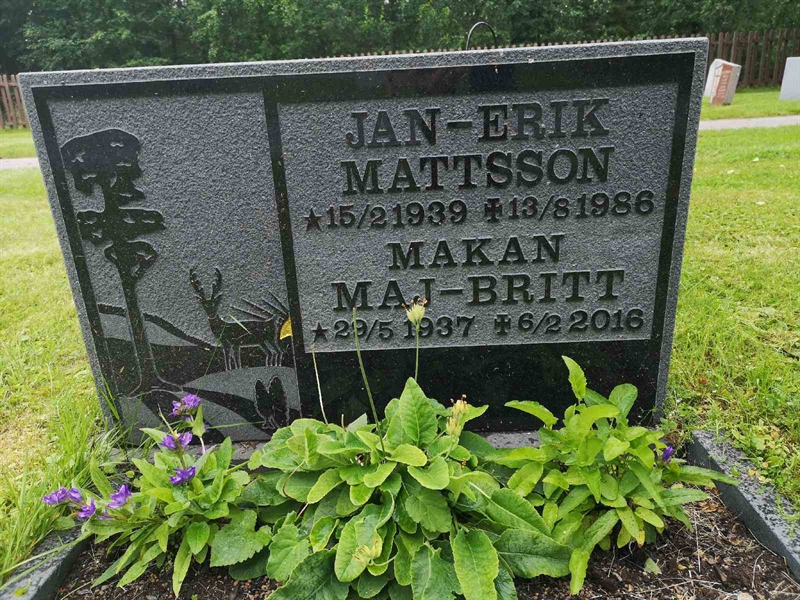 JAN-ERIK
MATTSSON
★15/2 1939 ✝13/8 1986
MAKAN
MAJ-BRITT
★29/5 1937 ✝6/2 2016